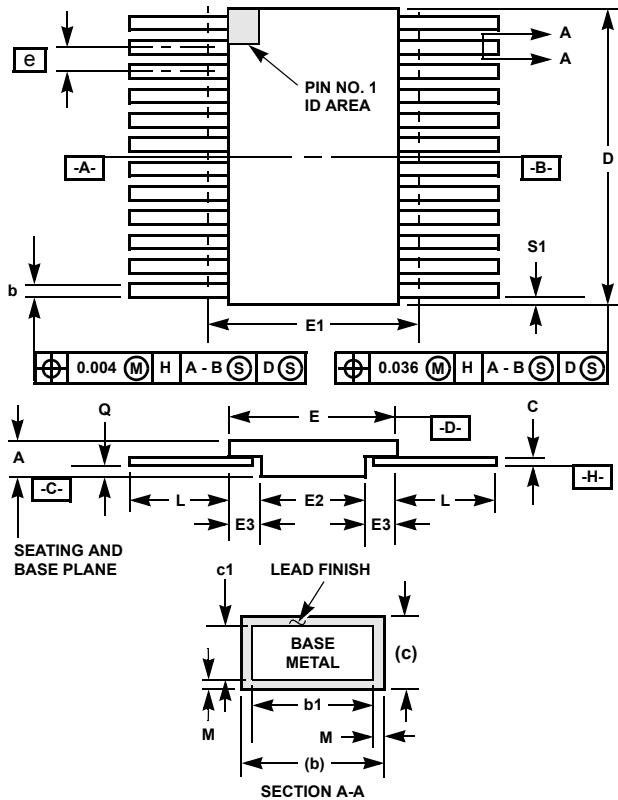 A
e
A
PIN NO. 1
ID AREA
D
-A-
-B-
S1
b
E1
0.004 M H A - B S D S
0.036 M H A - B S D S
Q
E
C
A
-D-
-C-
-H-
L
E2
L
E3
E3
SEATING AND
BASE PLANE
c1
LEAD FINISH
BASE
METAL
(c)
b1
M
M
(b)
SECTION A-A